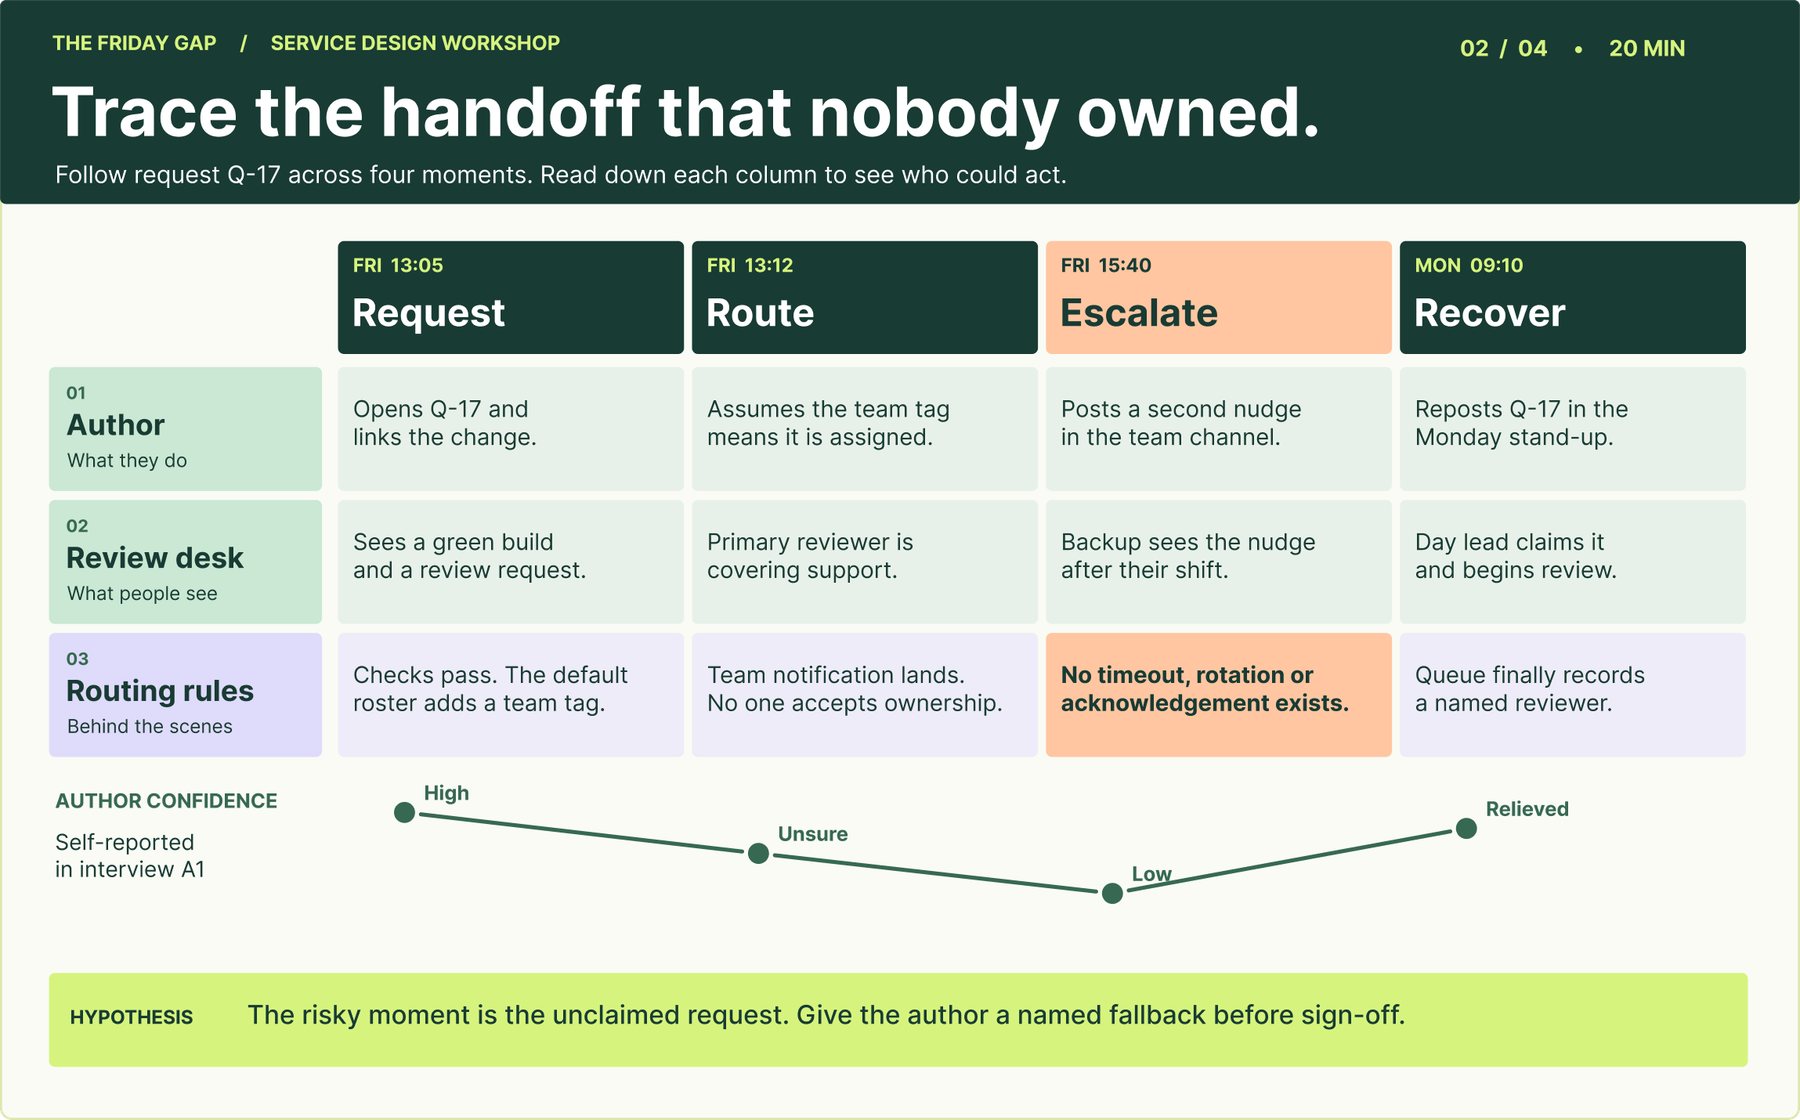 THE FRIDAY GAP / SERVICE DESIGN WORKSHOP
02 / 04 • 20 MIN
Trace the handoff that nobody owned.
Follow request Q-17 across four moments. Read down each column to see who could act.
FRI 13:05
Request
FRI 13:12
Route
FRI 15:40
Escalate
MON 09:10
Recover
01
Author
What they do
Opens Q-17 and
links the change.
Assumes the team tag
means it is assigned.
Posts a second nudge
in the team channel.
Reposts Q-17 in the
Monday stand-up.
02
Review desk
What people see
Sees a green build
and a review request.
Primary reviewer is
covering support.
Backup sees the nudge
after their shift.
Day lead claims it
and begins review.
03
Routing rules
Behind the scenes
Checks pass. The default
roster adds a team tag.
Team notification lands.
No one accepts ownership.
No timeout, rotation or
acknowledgement exists.
Queue finally records
a named reviewer.
AUTHOR CONFIDENCE
Self-reported
in interview A1
High
Unsure
Low
Relieved
HYPOTHESIS
The risky moment is the unclaimed request. Give the author a named fallback before sign-off.